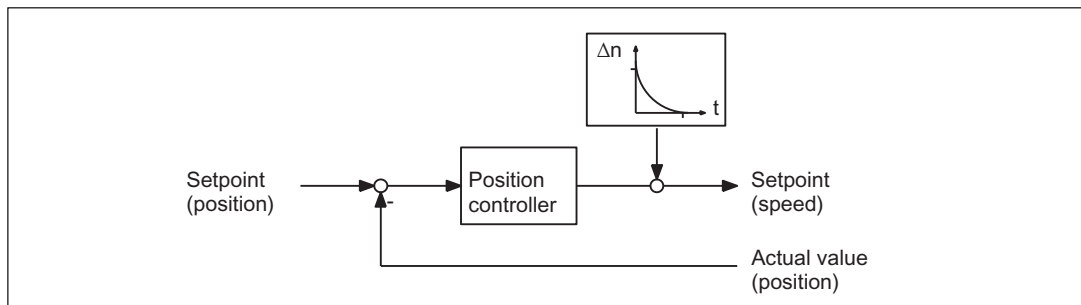 Δn
t
Setpoint
(position)
-
Position
controller
Setpoint
(speed)
Actual value
(position)